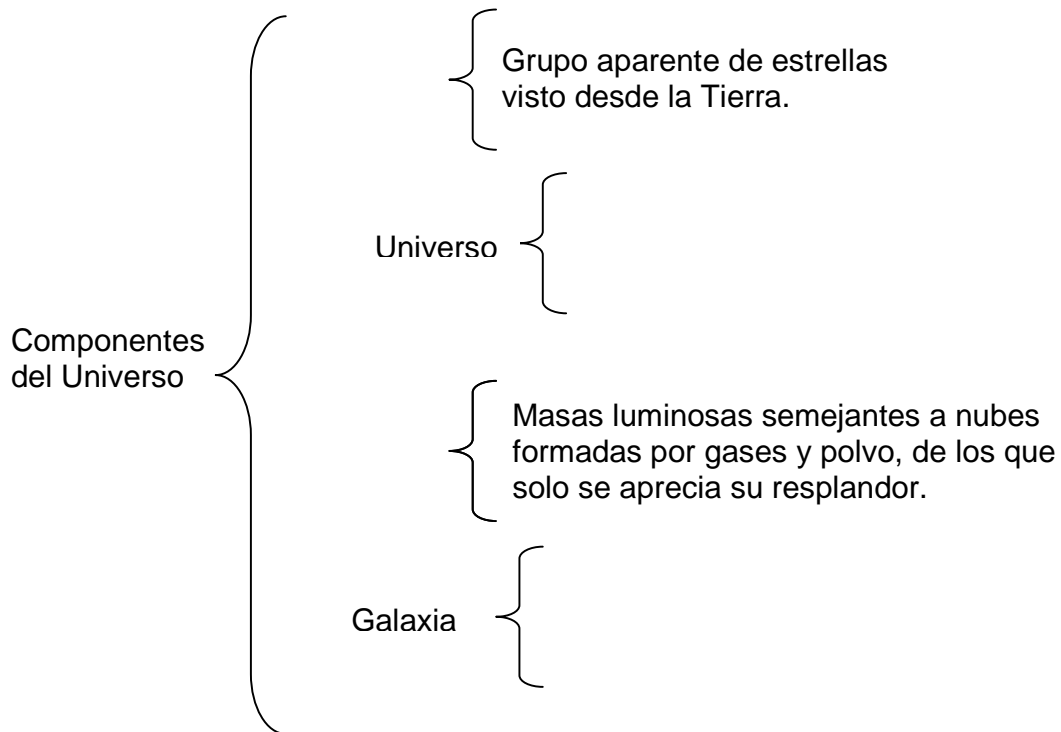 Grupo aparente de estrellas
visto desde la Tierra.
Universo
Componentes
del Universo
Masas luminosas semejantes a nubes
formadas por gases y polvo, de los que
solo se aprecia su resplandor.
Galaxia